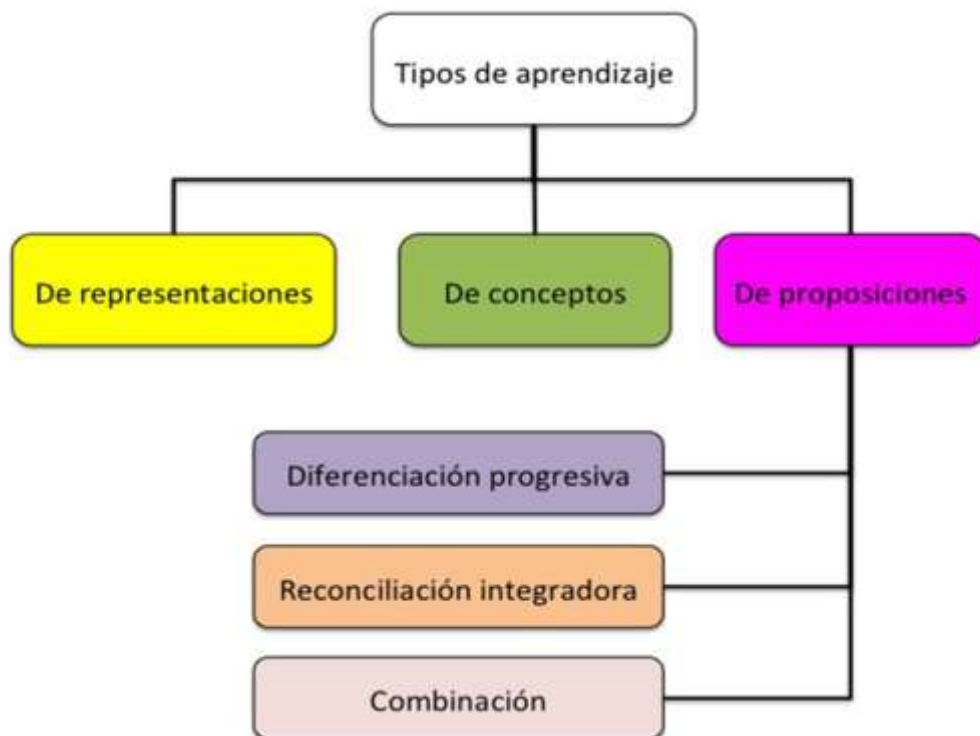 Tipos de aprendizaje
De representaciones
De conceptos
De proposiciones
Diferenciación progresiva
Reconciliación integradora
Combinación